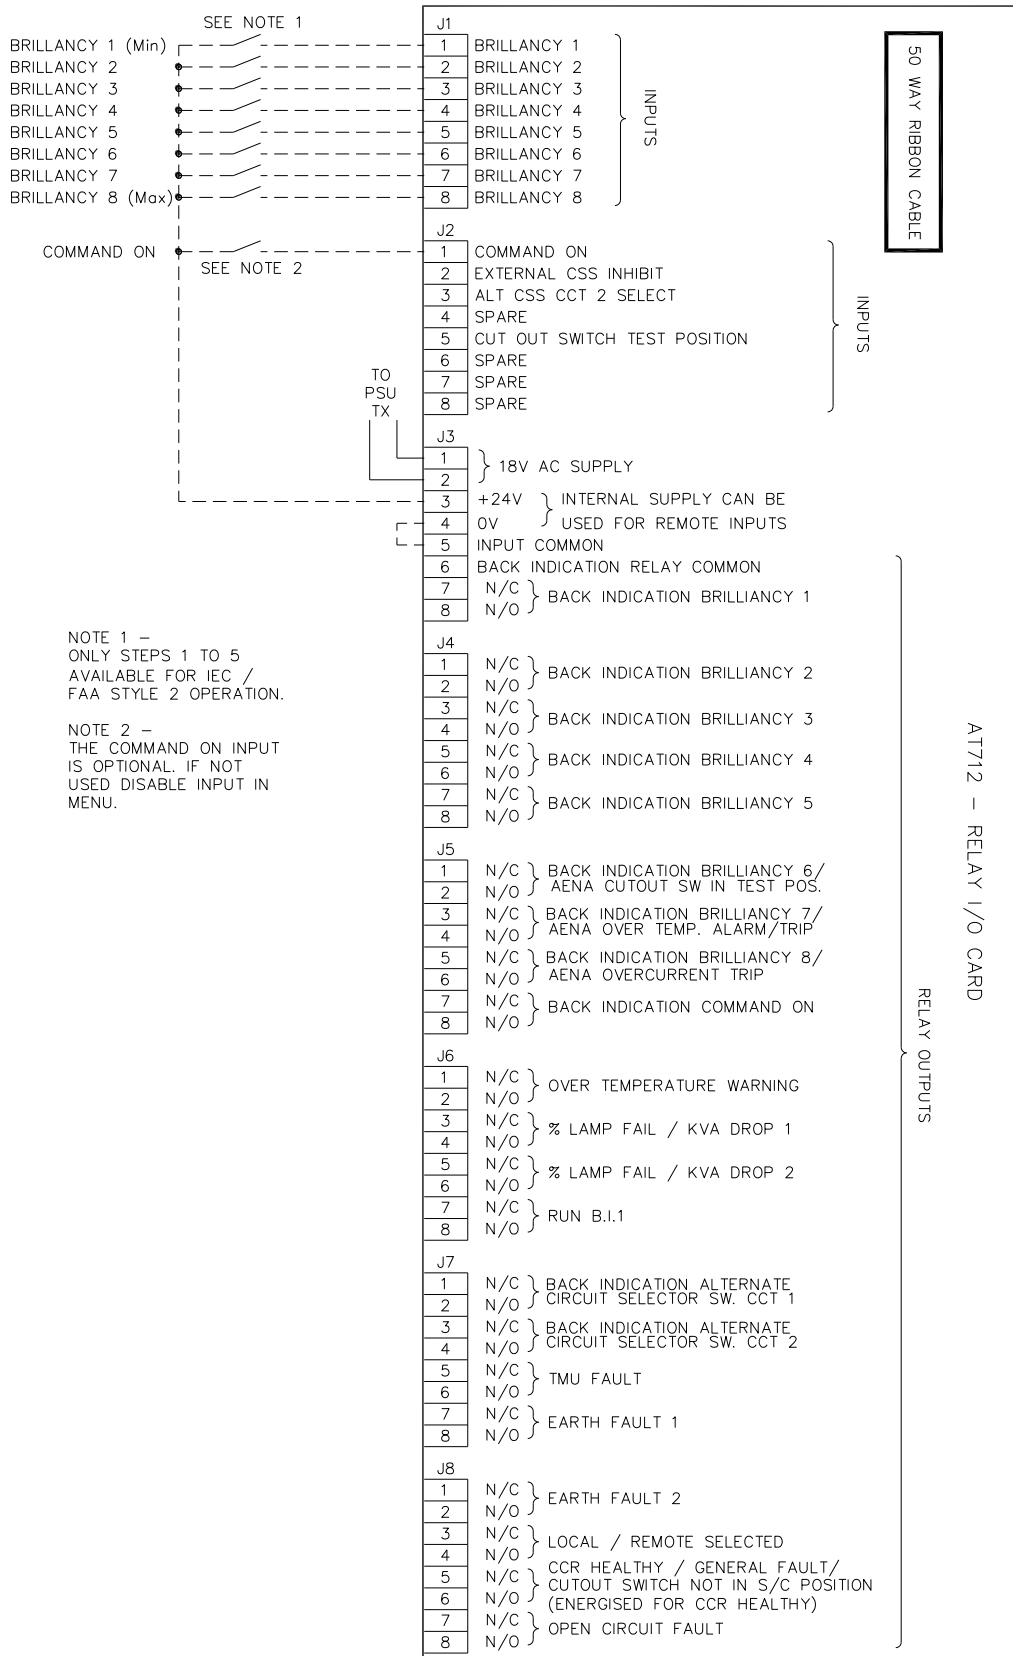 SEE NOTE 1
BRILLANCY 1 (Min)
BRILLANCY 2
BRILLANCY 3
BRILLANCY 4
BRILLANCY 5
BRILLANCY 6
BRILLANCY 7
BRILLANCY 8 (Max)
COMMAND ON
SEE NOTE 2
TO
PSU
TX
J1
1 BRILLANCY 1
2 BRILLANCY 2
3 BRILLANCY 3
4 BRILLANCY 4
5 BRILLANCY 5
6 BRILLANCY 6
7 BRILLANCY 7
8 BRILLANCY 8
INPUTS
50 WAY RIBBON CABLE
J2
1 COMMAND ON
2 EXTERNAL CSS INHIBIT
3 ALT CSS CCT 2 SELECT
4 SPARE
5 CUT OUT SWITCH TEST POSITION
6 SPARE
7 SPARE
8 SPARE
INPUTS
J3
1
2
18V AC SUPPLY
3 +24V
4 0V
INTERNAL SUPPLY CAN BE
USED FOR REMOTE INPUTS
5 INPUT COMMON
6 BACK INDICATION RELAY COMMON
7 N/C
8 N/O
BACK INDICATION BRILLIANCY 1
NOTE 1 –
ONLY STEPS 1 TO 5
AVAILABLE FOR IEC /
FAA STYLE 2 OPERATION.
NOTE 2 –
THE COMMAND ON INPUT
IS OPTIONAL. IF NOT
USED DISABLE INPUT IN
MENU.
J4
1 N/C
2 N/O
BACK INDICATION BRILLIANCY 2
3 N/C
4 N/O
BACK INDICATION BRILLIANCY 3
5 N/C
6 N/O
BACK INDICATION BRILLIANCY 4
7 N/C
8 N/O
BACK INDICATION BRILLIANCY 5
J5
1 N/C
2 N/O
BACK INDICATION BRILLIANCY 6/
AENA CUTOUT SW IN TEST POS.
3 N/C
4 N/O
BACK INDICATION BRILLIANCY 7/
AENA OVER TEMP. ALARM/TRIP
5 N/C
6 N/O
BACK INDICATION BRILLIANCY 8/
AENA OVERCURRENT TRIP
7 N/C
8 N/O
BACK INDICATION COMMAND ON
J6
1 N/C
2 N/O
OVER TEMPERATURE WARNING
3 N/C
4 N/O
% LAMP FAIL / KVA DROP 1
5 N/C
6 N/O
% LAMP FAIL / KVA DROP 2
7 N/C
8 N/O
RUN B.I.1
J7
1 N/C
2 N/O
BACK INDICATION ALTERNATE
CIRCUIT SELECTOR SW. CCT 1
3 N/C
4 N/O
BACK INDICATION ALTERNATE
CIRCUIT SELECTOR SW. CCT 2
5 N/C
6 N/O
TMU FAULT
7 N/C
8 N/O
EARTH FAULT 1
J8
1 N/C
2 N/O
EARTH FAULT 2
3 N/C
4 N/O
LOCAL / REMOTE SELECTED
5 N/C
6 N/O
CCR HEALTHY / GENERAL FAULT/
CUTOUT SWITCH NOT IN S/C POSITION
(ENERGISED FOR CCR HEALTHY)
7 N/C
8 N/O
OPEN CIRCUIT FAULT
RELAY OUTPUTS
AT712 – RELAY I/O CARD